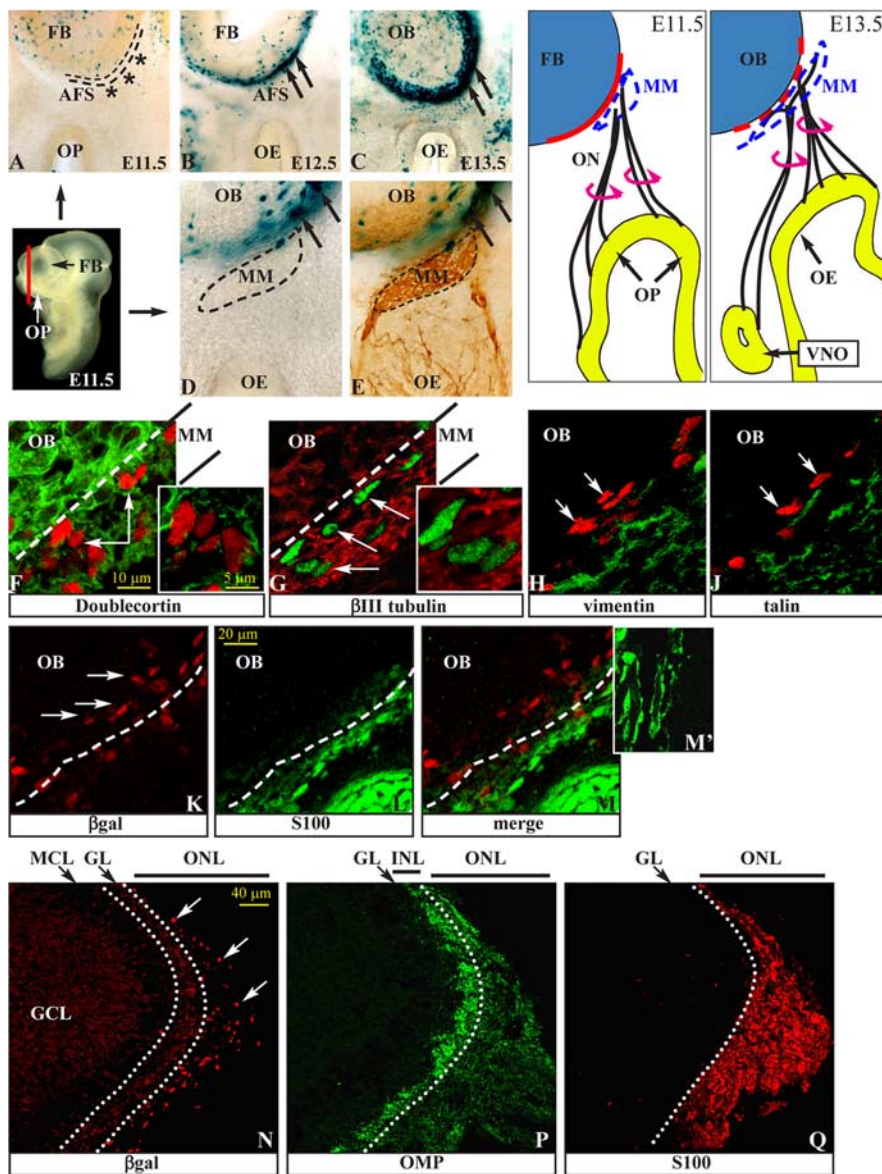 FB
AFS
* * *
OP
A
E11.5
FB
AFS
OE
B
E12.5
OB
OE
C
E13.5
E11.5
FB
MM
ON
OP
E13.5
OB
MM
OE
VNO
FB
OP
E11.5
OB
MM
OE
D
OB
MM
OE
E
OB
MM
F
10 μm
5 μm
Doublecortin
OB
MM
G
βIII tubulin
OB
H
vimentin
OB
J
talin
OB
K
βgal
20 μm
OB
L
S100
OB
M
merge
M'
MCL GL ONL
40 μm
GCL
N
βgal
GL INL ONL
P
OMP
GL ONL
Q
S100